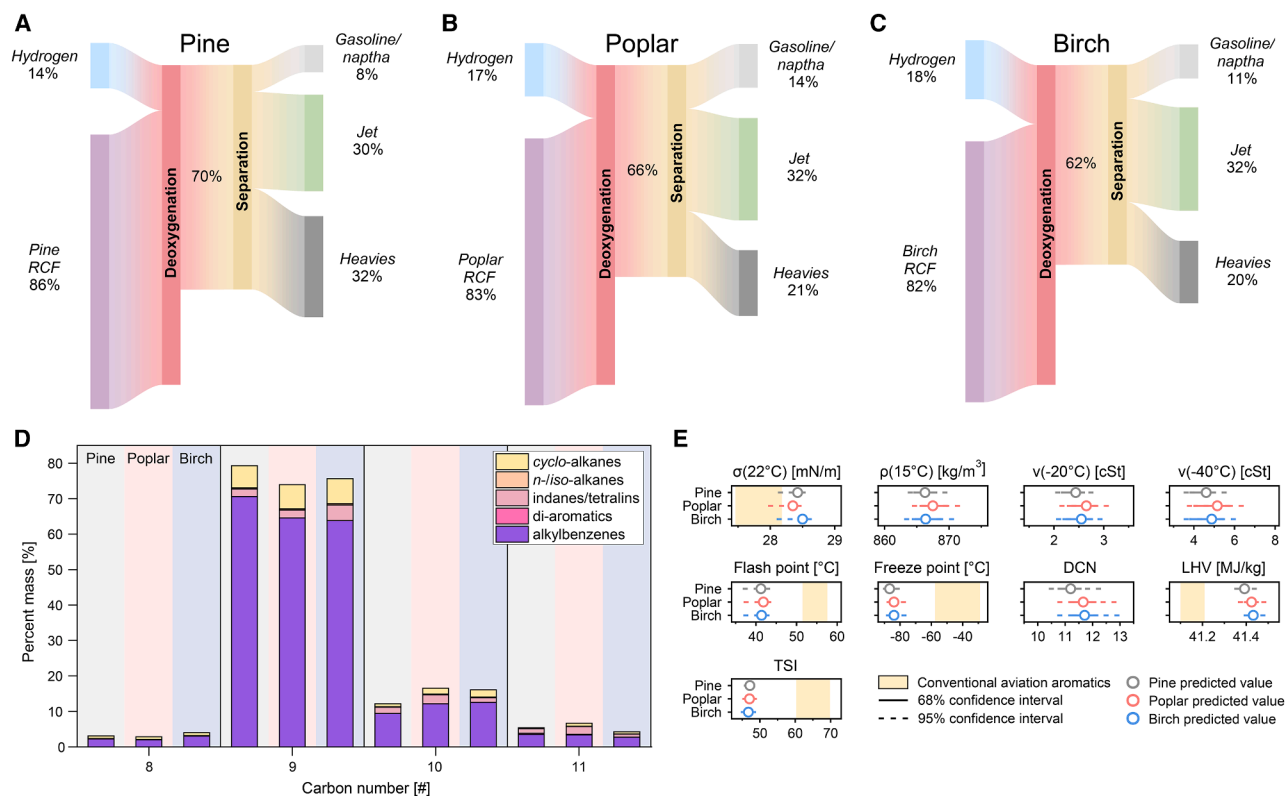 A
Pine
Hydrogen
14%
Gasoline/
naptha
8%
Jet
30%
Deoxygenation
70%
Separation
Pine
RCF
86%
Heavies
32%
B
Poplar
Hydrogen
17%
Gasoline/
naptha
14%
Jet
32%
Deoxygenation
66%
Separation
Poplar
RCF
83%
Heavies
21%
C
Birch
Hydrogen
18%
Gasoline/
naptha
11%
Jet
32%
Deoxygenation
62%
Separation
Birch
RCF
82%
Heavies
20%
D
Pine Poplar Birch
cyclo-alkanes
n-/iso-alkanes
indanes/tetralins
di-aromatics
alkylbenzenes
Percent mass [%]
80
70
60
50
40
30
20
10
0
8 9 10 11
Carbon number [#]
E
σ(22°C) [mN/m]
Pine
Poplar
Birch
28 29
ρ(15°C) [kg/m³]
860 870
ν(-20°C) [cSt]
2 3
ν(-40°C) [cSt]
4 6 8
Flash point [°C]
Pine
Poplar
Birch
40 50 60
Freeze point [°C]
-80 -60 -40
DCN
10 11 12 13
LHV [MJ/kg]
41.2 41.4
TSI
Pine
Poplar
Birch
50 60 70
Conventional aviation aromatics
68% confidence interval
95% confidence interval
Pine predicted value
Poplar predicted value
Birch predicted value